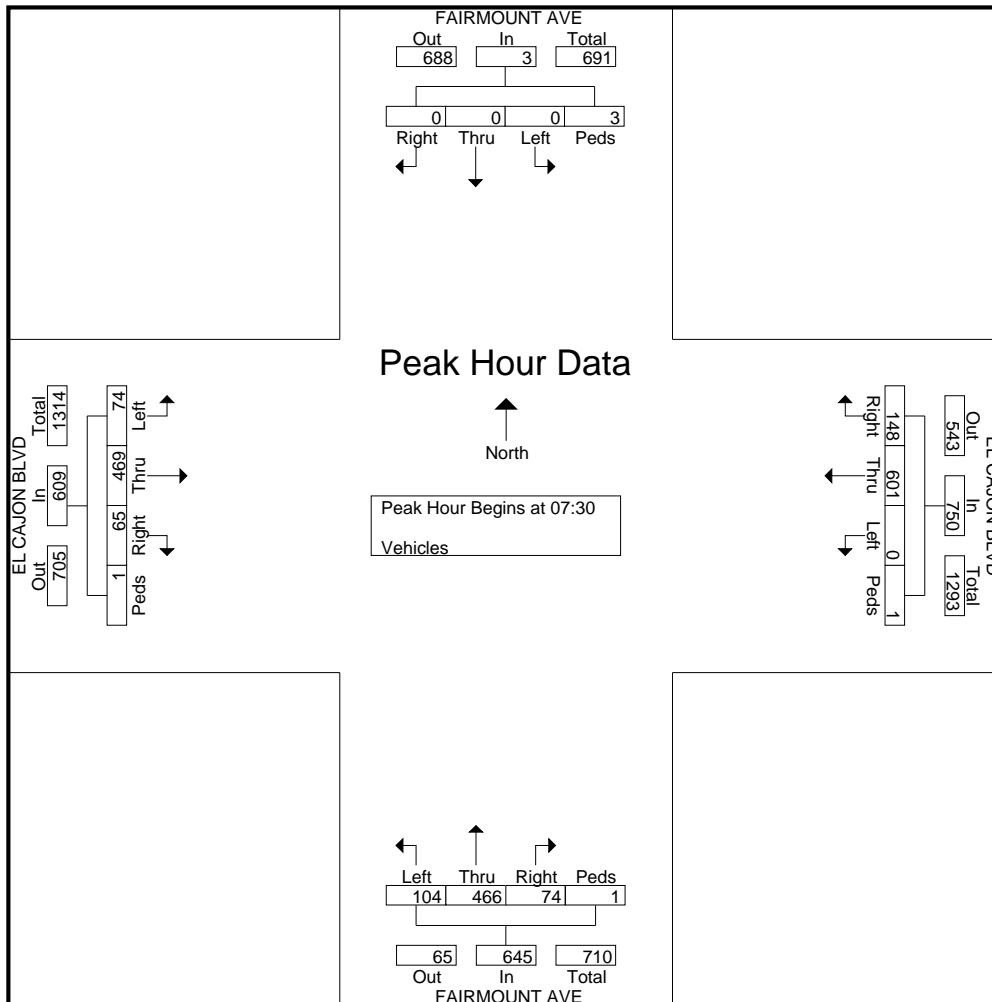 FAIRMOUNT AVE
Out In Total
688 3 691
0 0 0 3
Right Thru Left Peds
Peak Hour Data
North
Peak Hour Begins at 07:30
Vehicles
EL CAJON BLVD
Out In Total
705 609 1314
74 469 65 1
Left Thru Right Peds
EL CAJON BLVD
Out In Total
543 750 1293
148 601 0 1
Right Thru Left Peds
Left Thru Right Peds
104 466 74 1
65 645 710
Out In Total
FAIRMOUNT AVE